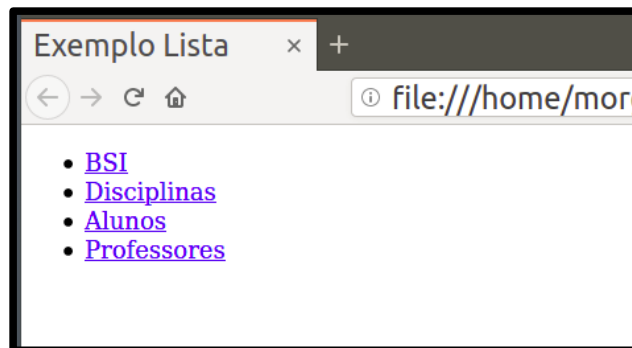 Exemplo Lista × +
file:///home/mor
BSI
Disciplinas
Alunos
Professores